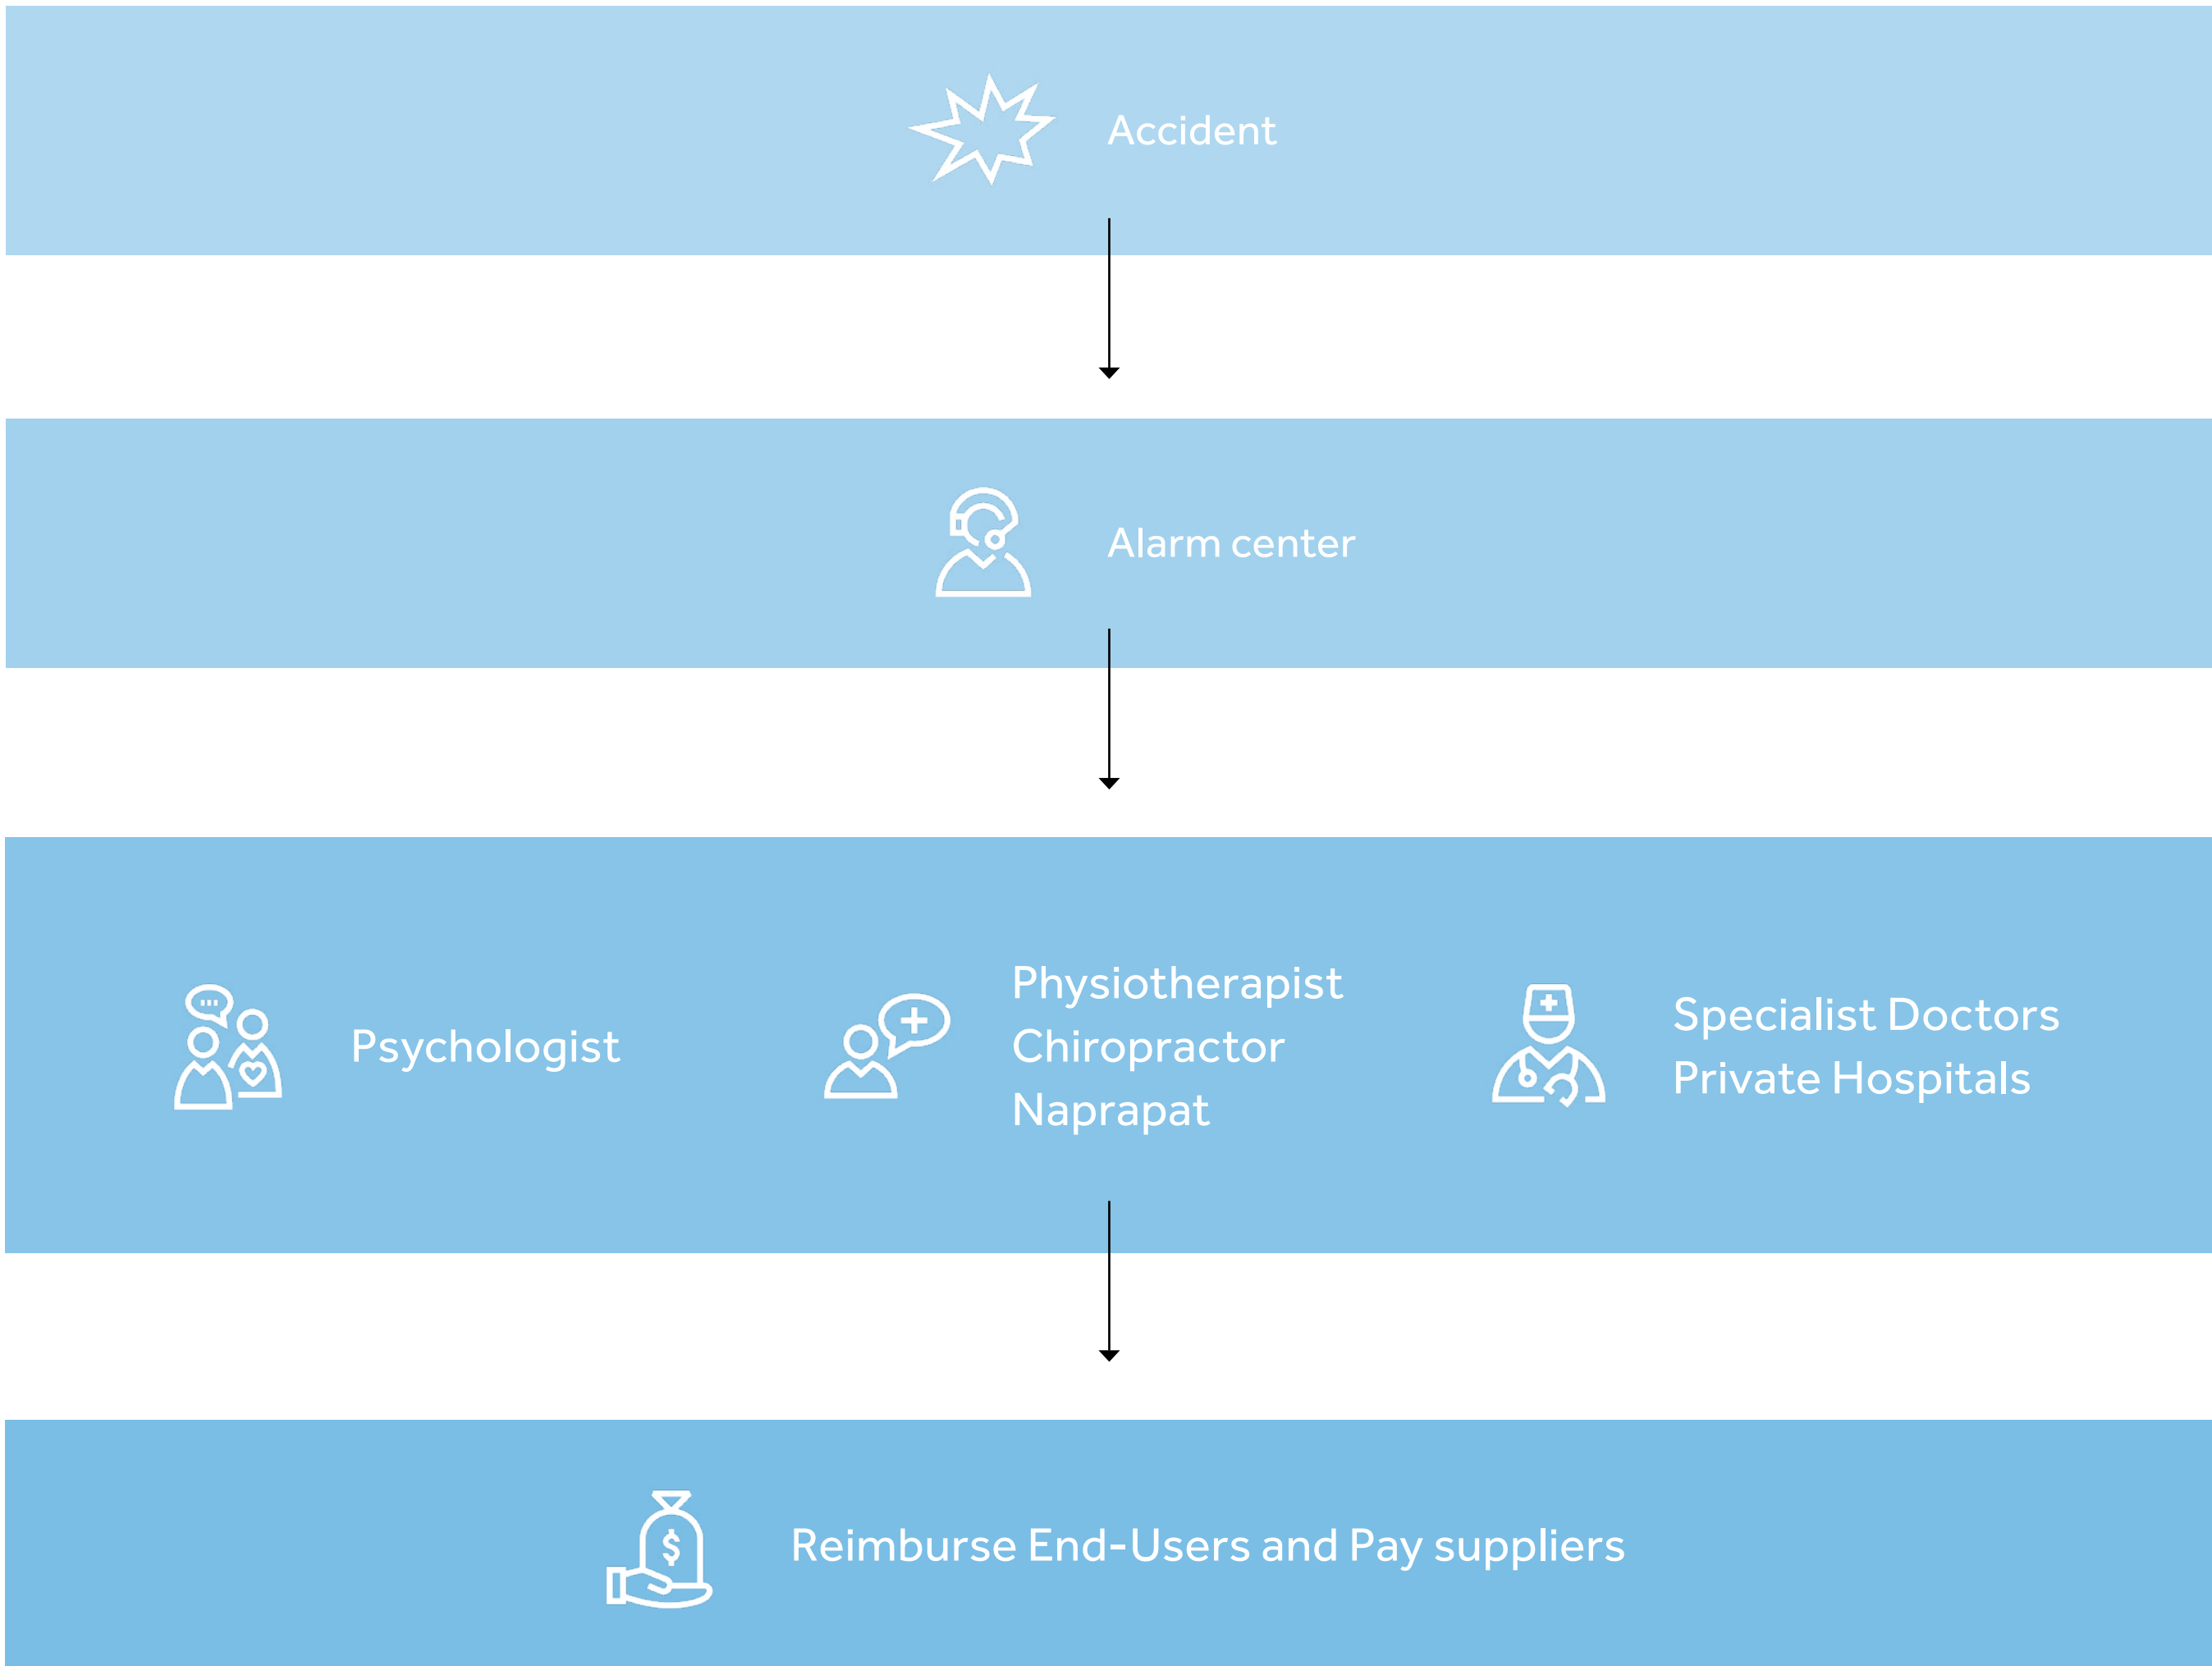 Accident
Alarm center
Psychologist
Physiotherapist
Chiropractor
Naprapat
Specialist Doctors
Private Hospitals
Reimburse End-Users and Pay suppliers